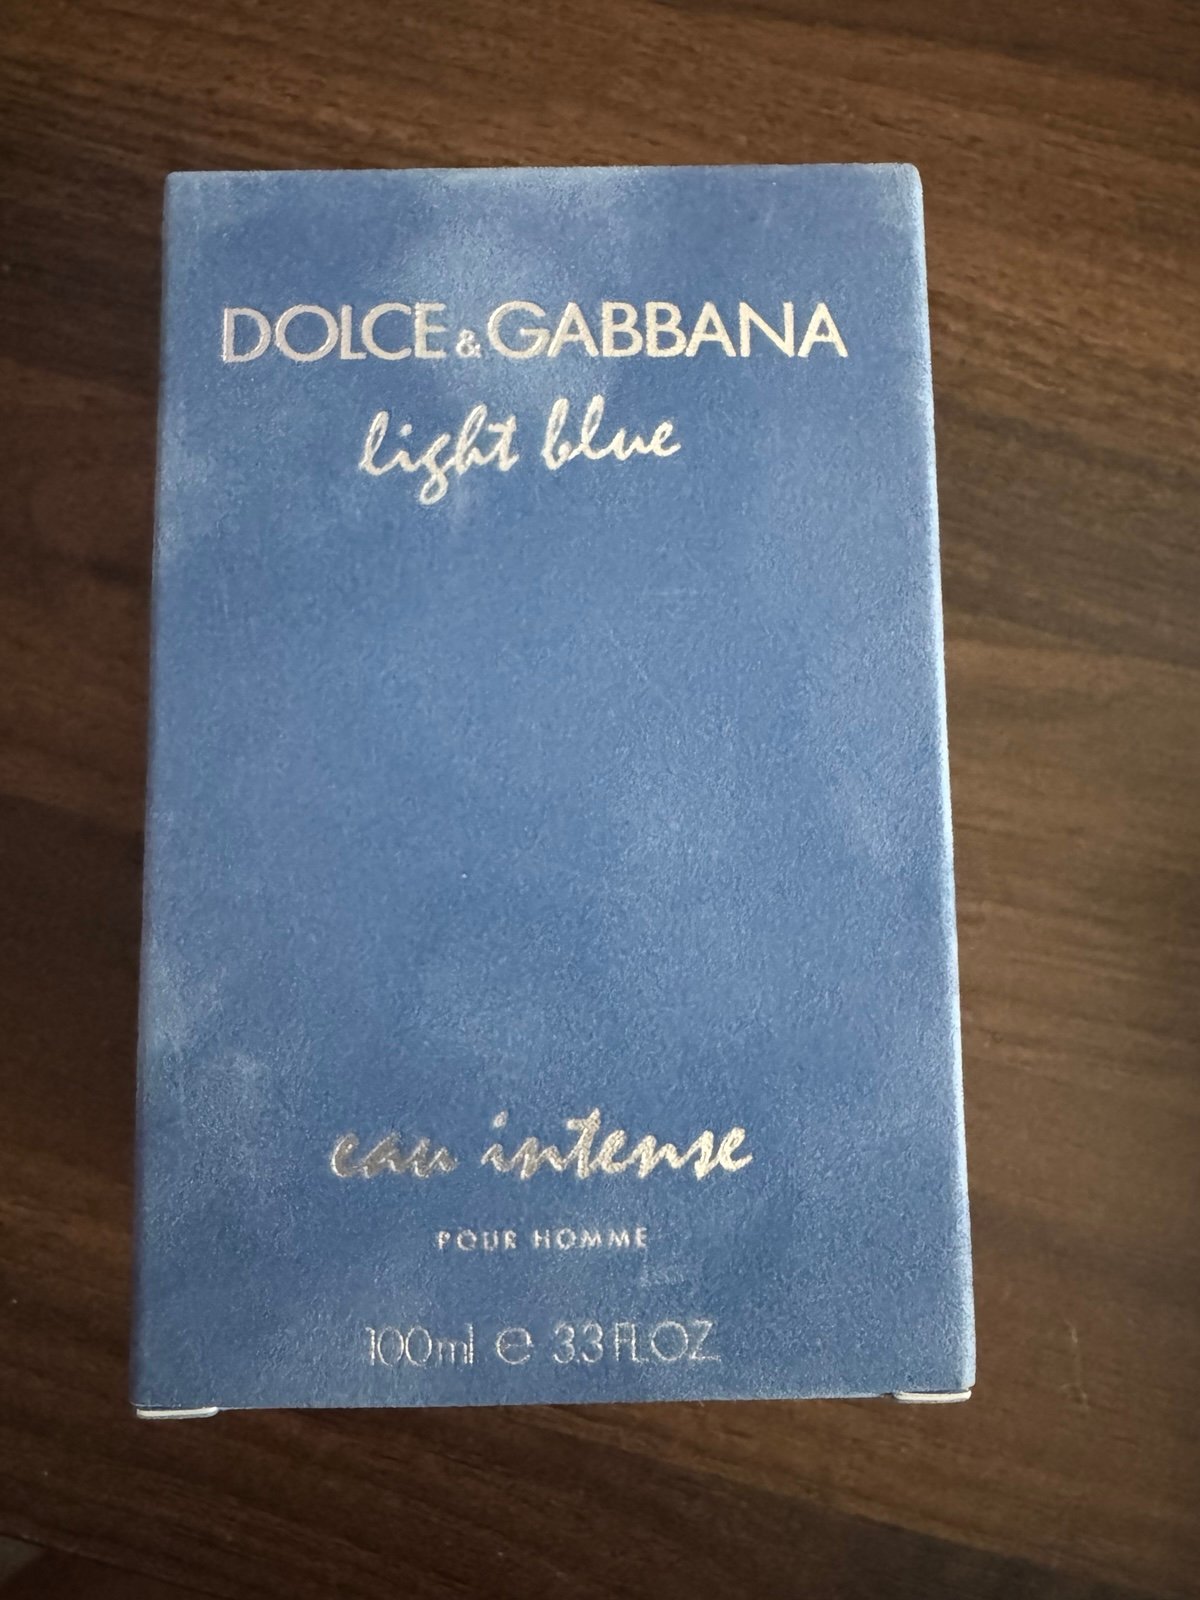 DOLCE & GABBANA
light blue
eau intense
POUR HOMME
100ml ℮ 3.3 FL.OZ.